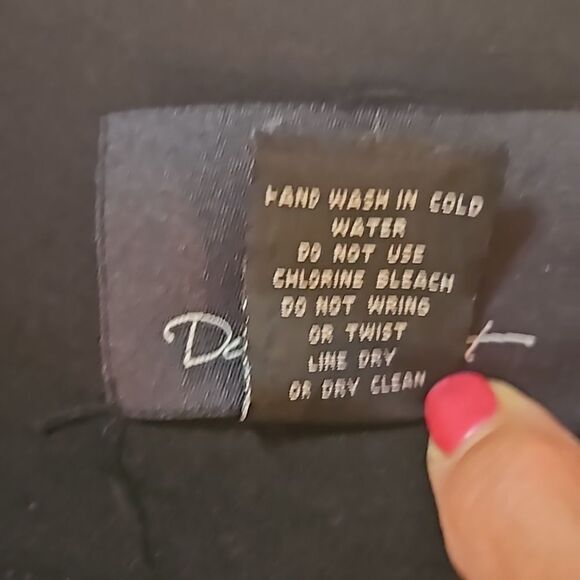 HAND WASH IN COLD
WATER
DO NOT USE
CHLORINE BLEACH
DO NOT WRING
OR TWIST
LINE DRY
OR DRY CLEAN